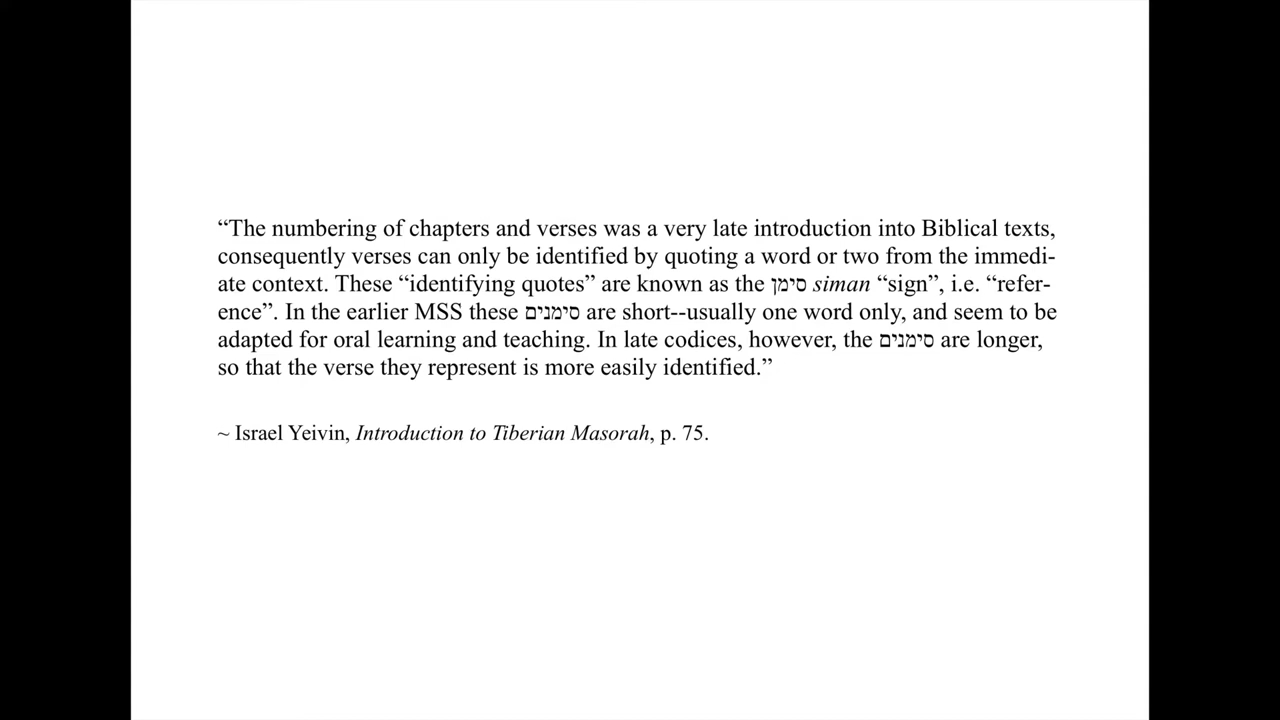 “The numbering of chapters and verses was a very late introduction into Biblical texts,
consequently verses can only be identified by quoting a word or two from the immedi-
ate context. These “identifying quotes” are known as the סימן siman “sign”, i.e. “refer-
ence”. In the earlier MSS these סימנים are short--usually one word only, and seem to be
adapted for oral learning and teaching. In late codices, however, the סימנים are longer,
so that the verse they represent is more easily identified.”
~ Israel Yeivin, Introduction to Tiberian Masorah, p. 75.